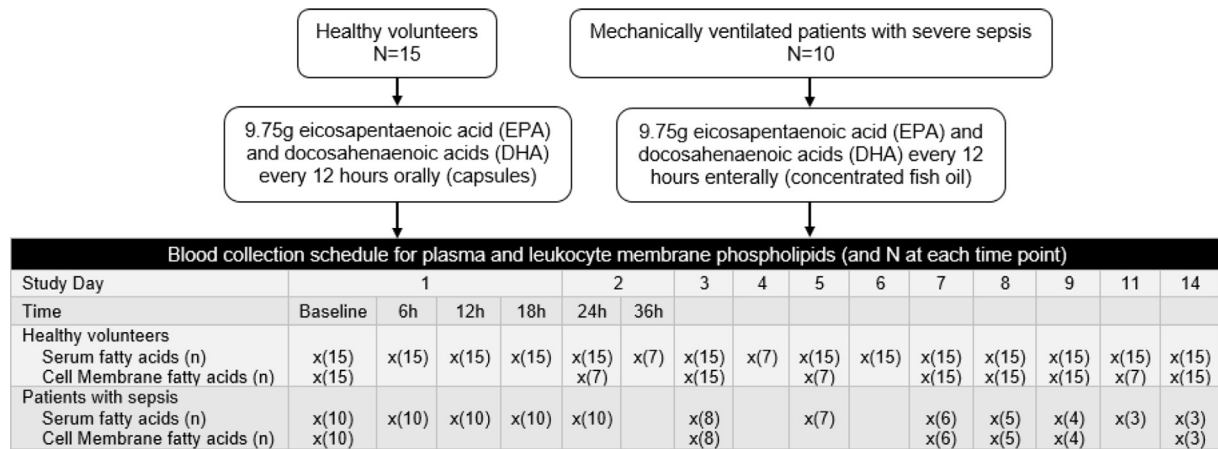 Healthy volunteers
N=15
Mechanically ventilated patients with severe sepsis
N=10
9.75g eicosapentaenoic acid (EPA)
and docosahenaenoic acids (DHA)
every 12 hours orally (capsules)
9.75g eicosapentaenoic acid (EPA) and
docosahenaenoic acids (DHA) every 12
hours enterally (concentrated fish oil)
Blood collection schedule for plasma and leukocyte membrane phospholipids (and N at each time point)
Study Day 1 2 3 4 5 6 7 8 9 11 14
Time Baseline 6h 12h 18h 24h 36h
Healthy volunteers
Serum fatty acids (n) x(15) x(15) x(15) x(15) x(15) x(7) x(15) x(7) x(15) x(15) x(15) x(15) x(15) x(15) x(15)
Cell Membrane fatty acids (n) x(15) x(7) x(15) x(7) x(15) x(15) x(15) x(7) x(15)
Patients with sepsis
Serum fatty acids (n) x(10) x(10) x(10) x(10) x(10) x(8) x(7) x(6) x(5) x(4) x(3) x(3)
Cell Membrane fatty acids (n) x(10) x(8) x(6) x(5) x(4) x(3)